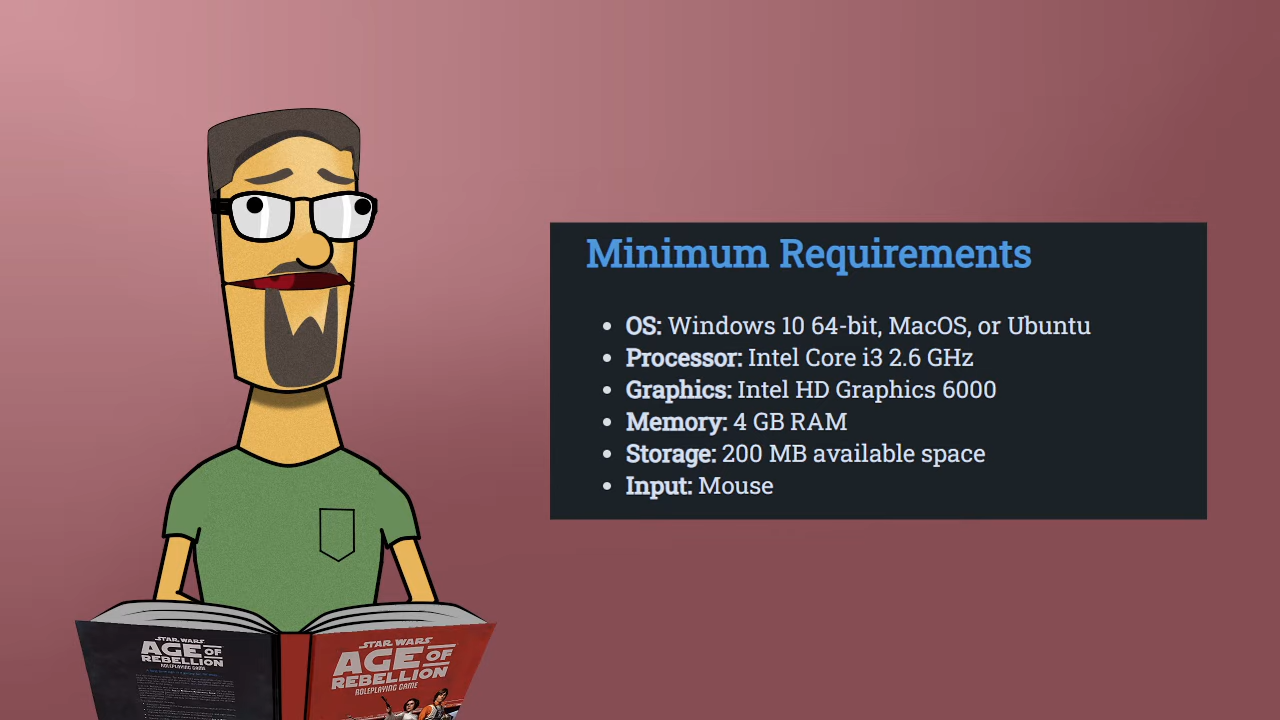 Minimum Requirements
• OS: Windows 10 64-bit, MacOS, or Ubuntu
• Processor: Intel Core i3 2.6 GHz
• Graphics: Intel HD Graphics 6000
• Memory: 4 GB RAM
• Storage: 200 MB available space
• Input: Mouse
STAR WARS
AGE OF
REBELLION
ROLEPLAYING GAME
STAR WARS
AGE OF
REBELLION
ROLEPLAYING GAME